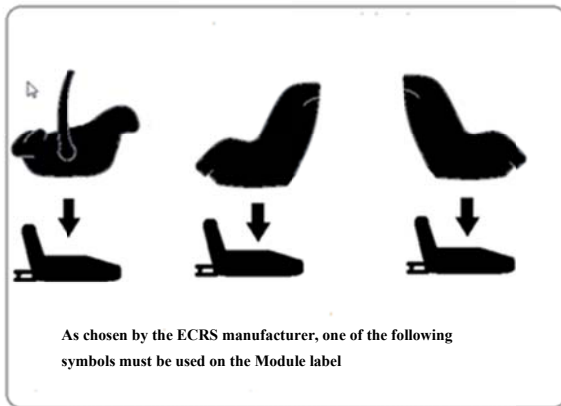 As chosen by the ECRS manufacturer, one of the following
symbols must be used on the Module label